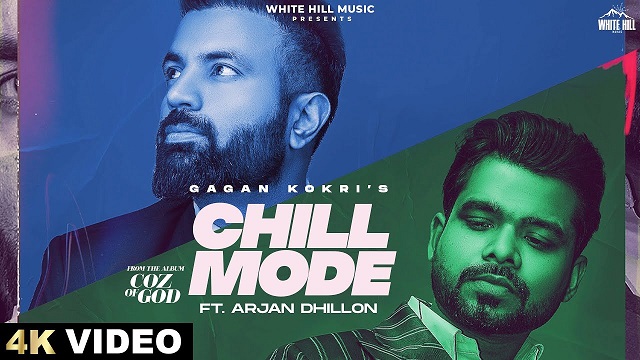 WHITE HILL MUSIC
PRESENTS
WHITE HILL
MUSIC
GAGAN KOKRI'S
CHILL
MODE
FROM THE ALBUM
COZ
OF GOD
FT. ARJAN DHILLON
4K VIDEO